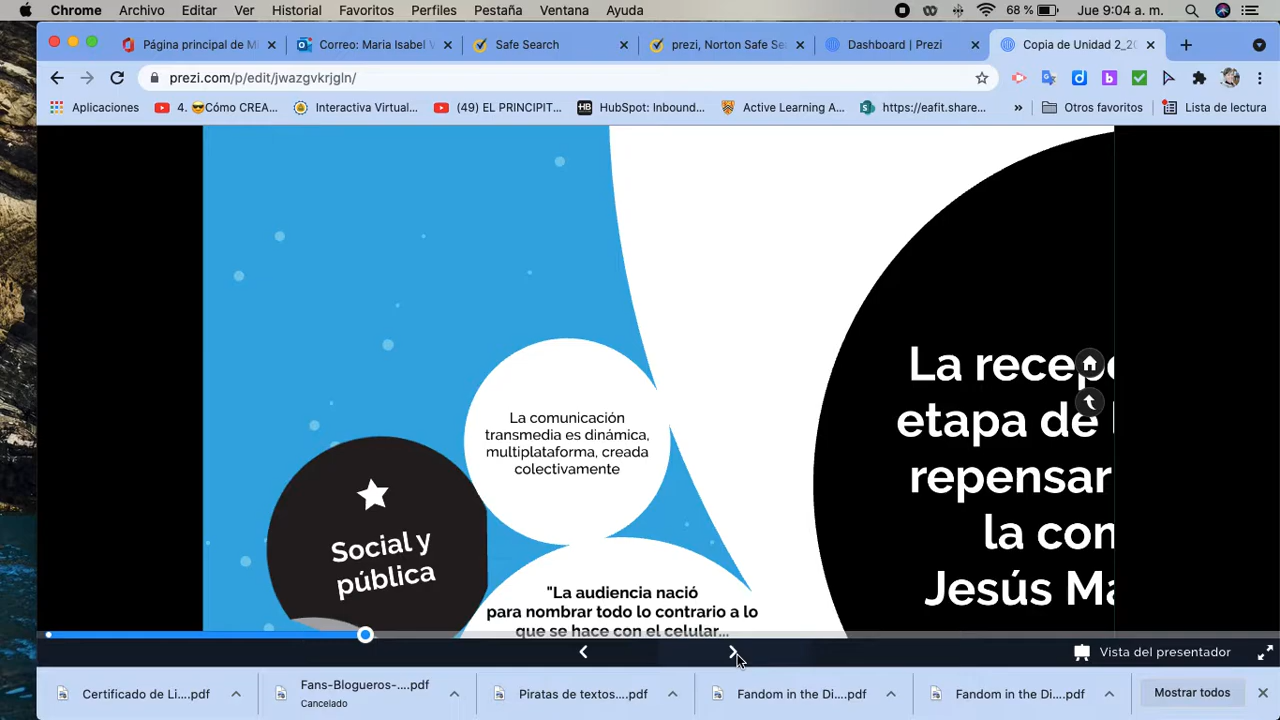 Chrome Archivo Editar Ver Historial Favoritos Perfiles Pestaña Ventana Ayuda 68 % Jue 9:04 a. m.
Página principal de M Correo: Maria Isabel V Safe Search prezi, Norton Safe Se Dashboard | Prezi Copia de Unidad 2_20
prezi.com/p/edit/jwazgvkrjgln/
Aplicaciones 4. 😎Cómo CREA... Interactiva Virtual... (49) EL PRINCIPIT... HubSpot: Inbound... Active Learning A... https://eafit.share... » Otros favoritos Lista de lectura
La comunicación
transmedia es dinámica,
multiplataforma, creada
colectivamente
Social y
pública
"La audiencia nació
para nombrar todo lo contrario a lo
que se hace con el celular...
La recep
etapa de
repensar
la com
Jesús Ma
Vista del presentador
Certificado de Li....pdf Fans-Blogueros-....pdf Piratas de textos....pdf Fandom in the Di....pdf Fandom in the Di....pdf Mostrar todos
Cancelado